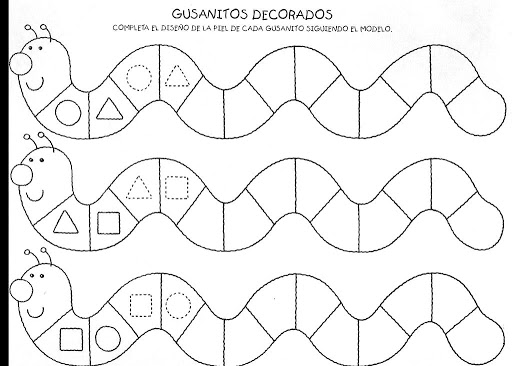 GUSANITOS DECORADOS
COMPLETA EL DISEÑO DE LA PIEL DE CADA GUSANITO SIGUIENDO EL MODELO.